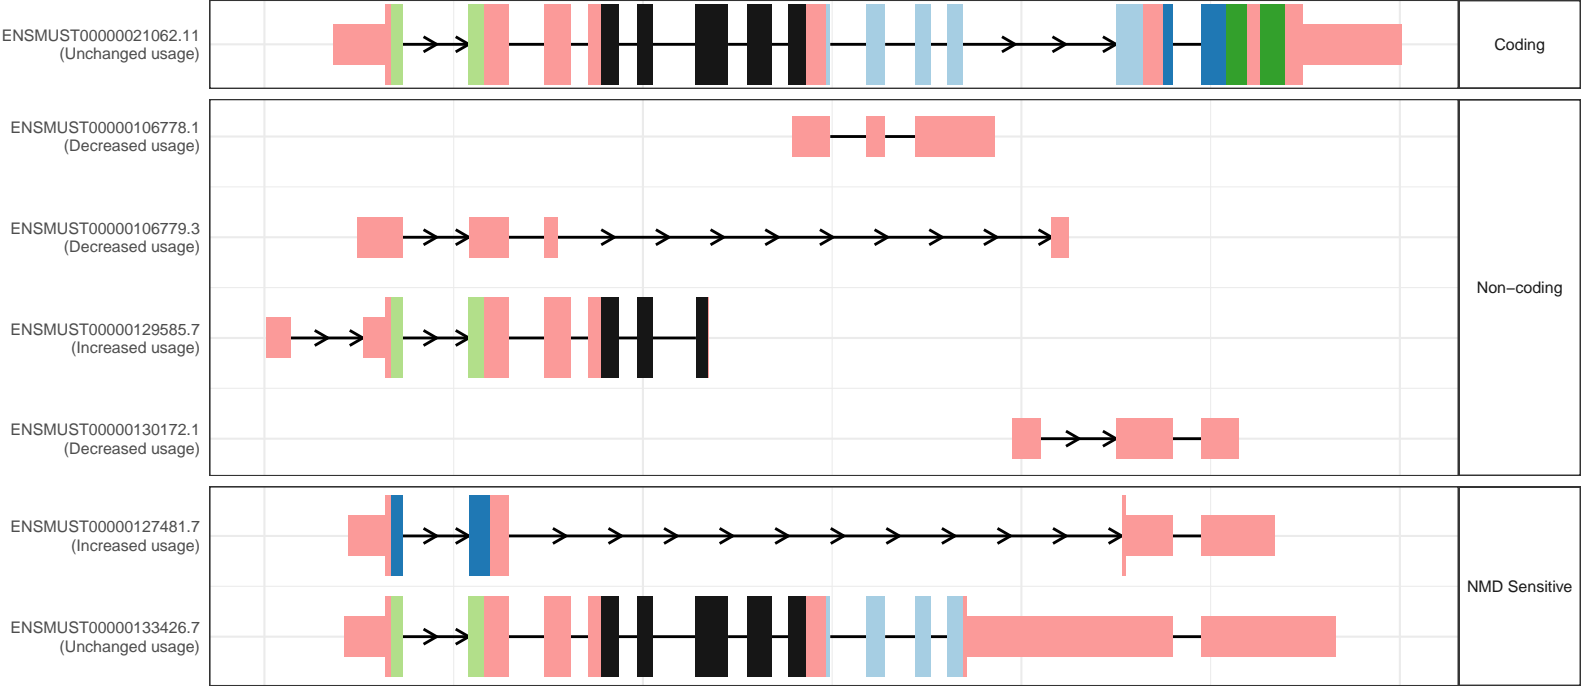 ENSMUST00000021062.11
(Unchanged usage)
Coding
ENSMUST00000106778.1
(Decreased usage)
ENSMUST00000106779.3
(Decreased usage)
Non−coding
ENSMUST00000129585.7
(Increased usage)
ENSMUST00000130172.1
(Decreased usage)
ENSMUST00000127481.7
(Increased usage)
NMD Sensitive
ENSMUST00000133426.7
(Unchanged usage)